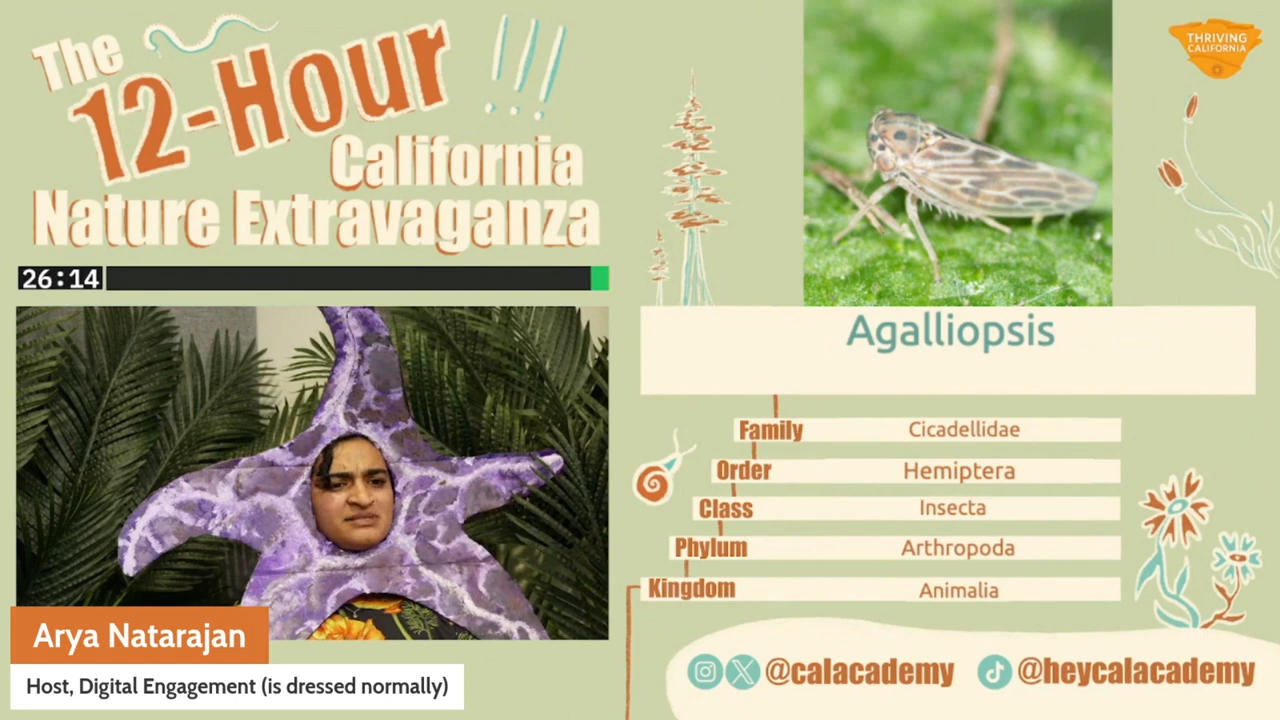 The
12-Hour
!!!
California
Nature Extravaganza
26:14
Arya Natarajan
Host, Digital Engagement (is dressed normally)
THRIVING
CALIFORNIA
Agalliopsis
Family Cicadellidae
Order Hemiptera
Class Insecta
Phylum Arthropoda
Kingdom Animalia
@calacademy @heycalacademy